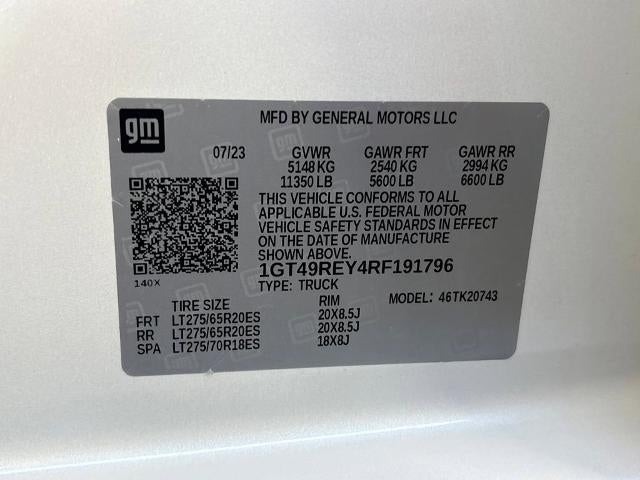 gm
MFD BY GENERAL MOTORS LLC
07/23 GVWR GAWR FRT GAWR RR
5148 KG 2540 KG 2994 KG
11350 LB 5600 LB 6600 LB
THIS VEHICLE CONFORMS TO ALL
APPLICABLE U.S. FEDERAL MOTOR
VEHICLE SAFETY STANDARDS IN EFFECT
ON THE DATE OF MANUFACTURE
SHOWN ABOVE.
1GT49REY4RF191796
140X TYPE: TRUCK
TIRE SIZE RIM MODEL: 46TK20743
FRT LT275/65R20ES 20X8.5J
RR LT275/65R20ES 20X8.5J
SPA LT275/70R18ES 18X8J